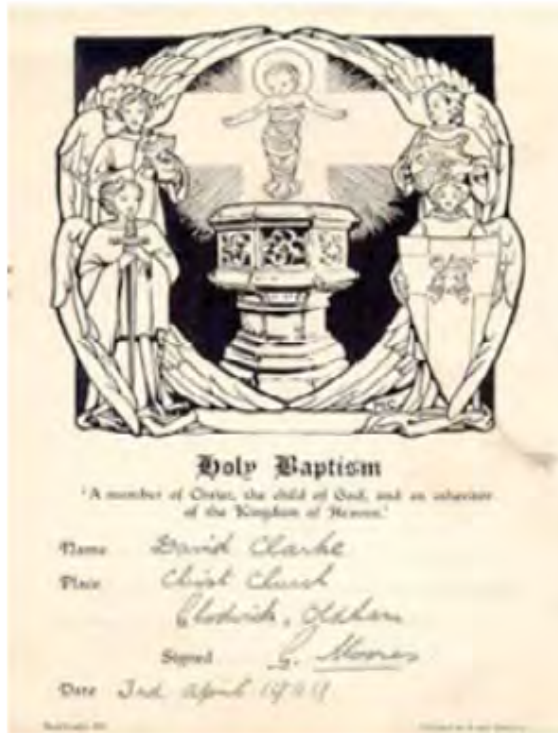 Holy Baptism
'A member of Christ, the child of God, and an inheritor
of the Kingdom of Heaven.'
Name David Clarke
Place Christ Church
Glodwick, Oldham
Signed G. Moores
Date 3rd April